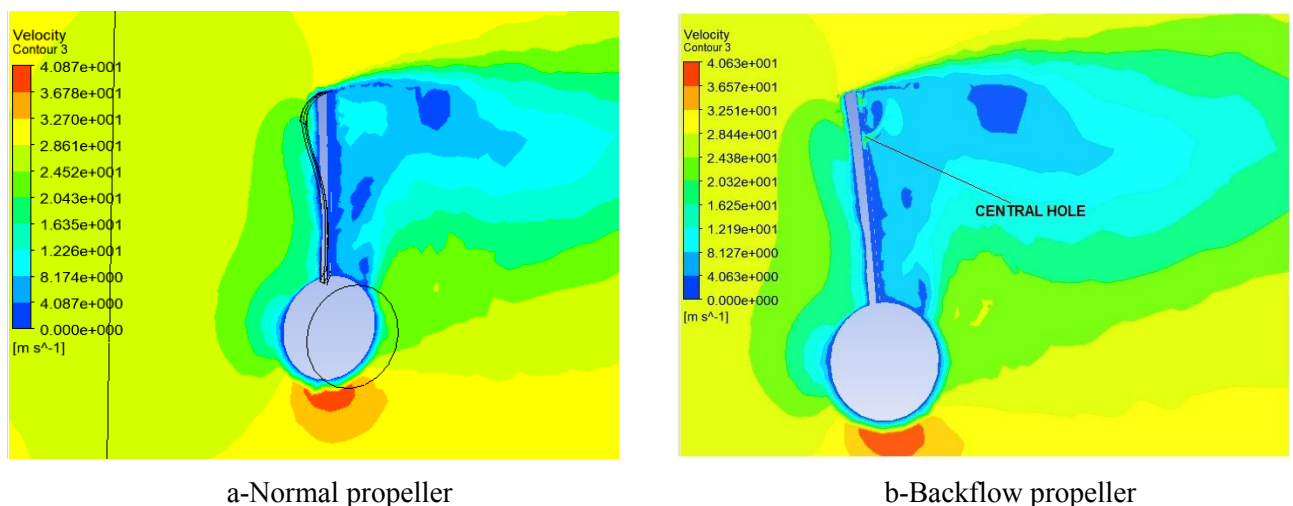 Velocity
Contour 3
4.087e+001
3.678e+001
3.270e+001
2.861e+001
2.452e+001
2.043e+001
1.635e+001
1.226e+001
8.174e+000
4.087e+000
0.000e+000
[m s^-1]
a-Normal propeller
Velocity
Contour 3
4.063e+001
3.657e+001
3.251e+001
2.844e+001
2.438e+001
2.032e+001
1.625e+001
1.219e+001
8.127e+000
4.063e+000
0.000e+000
[m s^-1]
CENTRAL HOLE
b-Backflow propeller